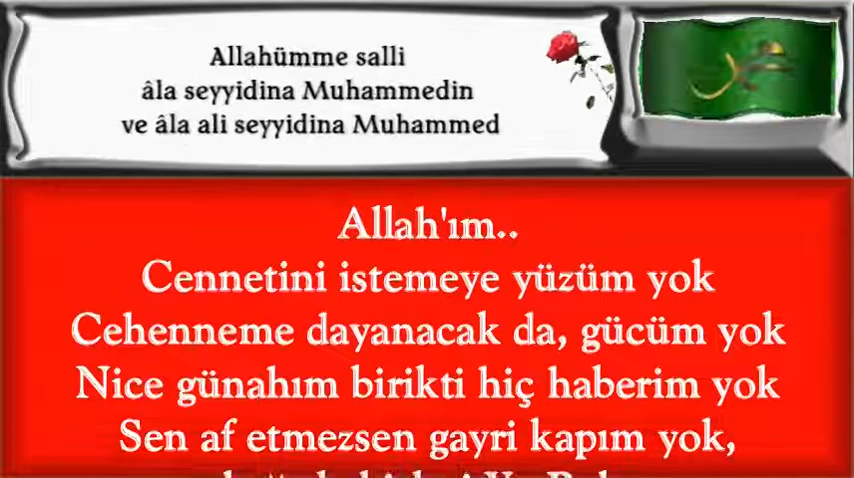 Allahümme salli
âla seyyidina Muhammedin
ve âla ali seyyidina Muhammed
Allah'ım..
Cennetini istemeye yüzüm yok
Cehenneme dayanacak da, gücüm yok
Nice günahım birikti hiç haberim yok
Sen af etmezsen gayri kapım yok,